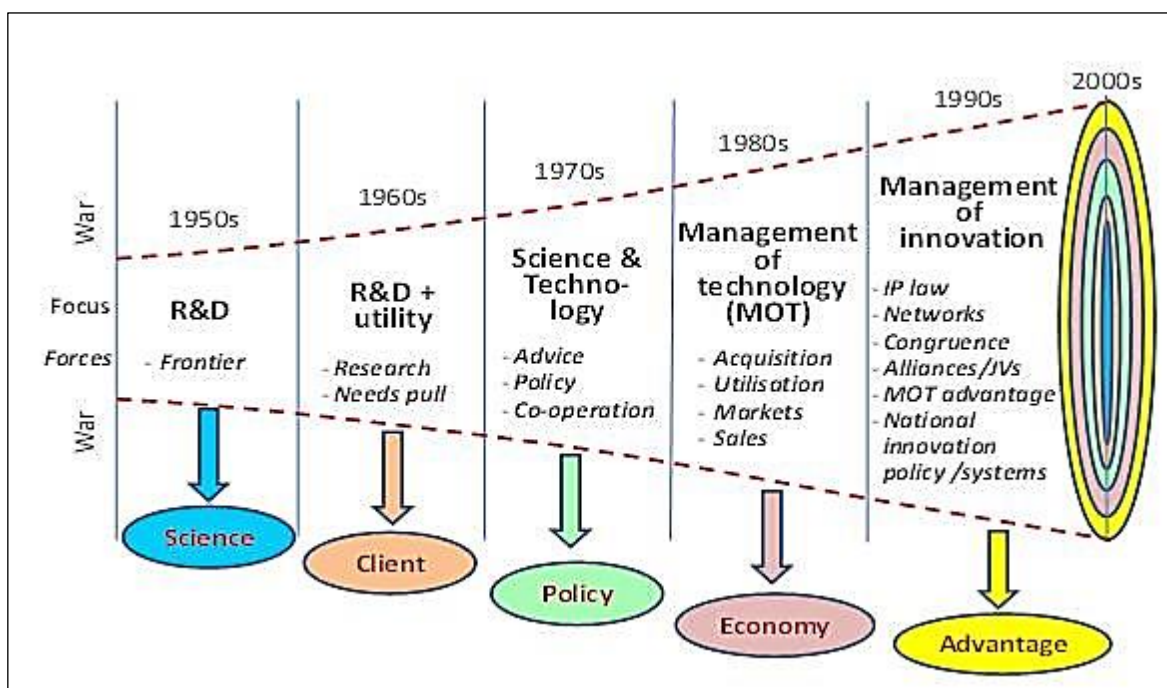 2000s
1990s
1980s
1970s
1960s
1950s
War
Focus
Forces
War
R&D
- Frontier
R&D +
utility
- Research
- Needs pull
Science &
Techno-
logy
- Advice
- Policy
- Co-operation
Management
of
technology
(MOT)
- Acquisition
- Utilisation
- Markets
- Sales
Management
of
innovation
- IP law
- Networks
- Congruence
- Alliances/JVs
- MOT advantage
- National
innovation
policy /systems
Science
Client
Policy
Economy
Advantage